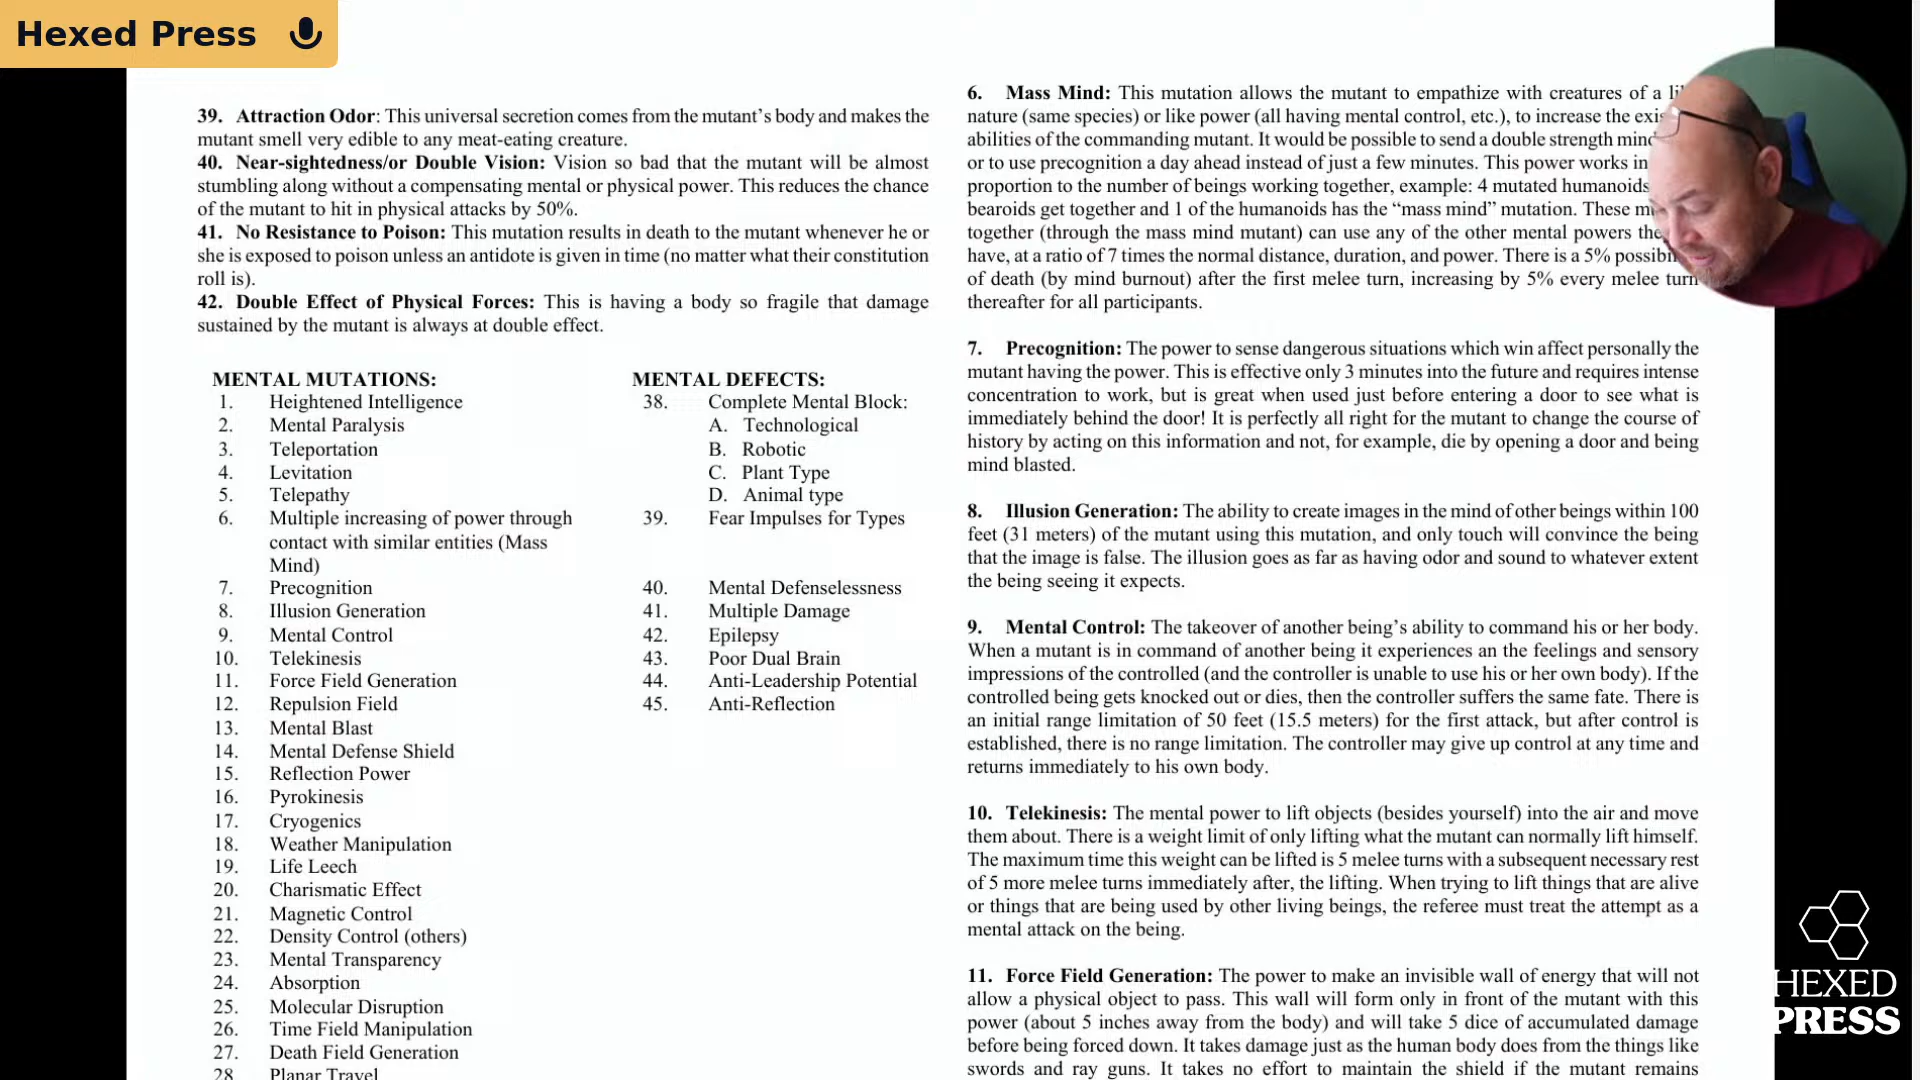 Hexed Press
39. Attraction Odor: This universal secretion comes from the mutant's body and makes the
mutant smell very edible to any meat-eating creature.
40. Near-sightedness/or Double Vision: Vision so bad that the mutant will be almost
stumbling along without a compensating mental or physical power. This reduces the chance
of the mutant to hit in physical attacks by 50%.
41. No Resistance to Poison: This mutation results in death to the mutant whenever he or
she is exposed to poison unless an antidote is given in time (no matter what their constitution
roll is).
42. Double Effect of Physical Forces: This is having a body so fragile that damage
sustained by the mutant is always at double effect.
MENTAL MUTATIONS:
1. Heightened Intelligence
2. Mental Paralysis
3. Teleportation
4. Levitation
5. Telepathy
6. Multiple increasing of power through
contact with similar entities (Mass
Mind)
7. Precognition
8. Illusion Generation
9. Mental Control
10. Telekinesis
11. Force Field Generation
12. Repulsion Field
13. Mental Blast
14. Mental Defense Shield
15. Reflection Power
16. Pyrokinesis
17. Cryogenics
18. Weather Manipulation
19. Life Leech
20. Charismatic Effect
21. Magnetic Control
22. Density Control (others)
23. Mental Transparency
24. Absorption
25. Molecular Disruption
26. Time Field Manipulation
27. Death Field Generation
28. Planar Travel
MENTAL DEFECTS:
38. Complete Mental Block:
A. Technological
B. Robotic
C. Plant Type
D. Animal type
39. Fear Impulses for Types
40. Mental Defenselessness
41. Multiple Damage
42. Epilepsy
43. Poor Dual Brain
44. Anti-Leadership Potential
45. Anti-Reflection
6. Mass Mind: This mutation allows the mutant to empathize with creatures of a
nature (same species) or like power (all having mental control, etc.), to increase the
abilities of the commanding mutant. It would be possible to send a double strength
or to use precognition a day ahead instead of just a few minutes. This power works in
proportion to the number of beings working together, example: 4 mutated humanoids
bearoids get together and 1 of the humanoids has the "mass mind" mutation. These
together (through the mass mind mutant) can use any of the other mental powers
have, at a ratio of 7 times the normal distance, duration, and power. There is a 5%
of death (by mind burnout) after the first melee turn, increasing by 5% every melee turn
thereafter for all participants.
7. Precognition: The power to sense dangerous situations which win affect personally the
mutant having the power. This is effective only 3 minutes into the future and requires intense
concentration to work, but is great when used just before entering a door to see what is
immediately behind the door! It is perfectly all right for the mutant to change the course of
history by acting on this information and not, for example, die by opening a door and being
mind blasted.
8. Illusion Generation: The ability to create images in the mind of other beings within 100
feet (31 meters) of the mutant using this mutation, and only touch will convince the being
that the image is false. The illusion goes as far as having odor and sound to whatever extent
the being seeing it expects.
9. Mental Control: The takeover of another being's ability to command his or her body.
When a mutant is in command of another being it experiences an the feelings and sensory
impressions of the controlled (and the controller is unable to use his or her own body). If the
controlled being gets knocked out or dies, then the controller suffers the same fate. There is
an initial range limitation of 50 feet (15.5 meters) for the first attack, but after control is
established, there is no range limitation. The controller may give up control at any time and
returns immediately to his own body.
10. Telekinesis: The mental power to lift objects (besides yourself) into the air and move
them about. There is a weight limit of only lifting what the mutant can normally lift himself.
The maximum time this weight can be lifted is 5 melee turns with a subsequent necessary rest
of 5 more melee turns immediately after, the lifting. When trying to lift things that are alive
or things that are being used by other living beings, the referee must treat the attempt as a
mental attack on the being.
11. Force Field Generation: The power to make an invisible wall of energy that will not
allow a physical object to pass. This wall will form only in front of the mutant with this
power (about 5 inches away from the body) and will take 5 dice of accumulated damage
before being forced down. It takes damage just as the human body does from the things like
swords and ray guns. It takes no effort to maintain the shield if the mutant remains
HEXED
PRESS